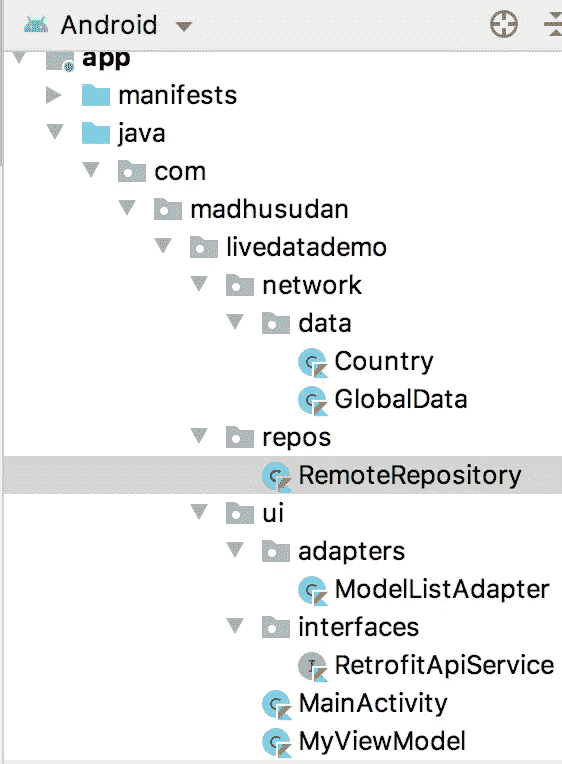 Android
app
manifests
java
com
madhusudan
livedatademo
network
data
Country
GlobalData
repos
RemoteRepository
ui
adapters
ModelListAdapter
interfaces
RetrofitApiService
MainActivity
MyViewModel